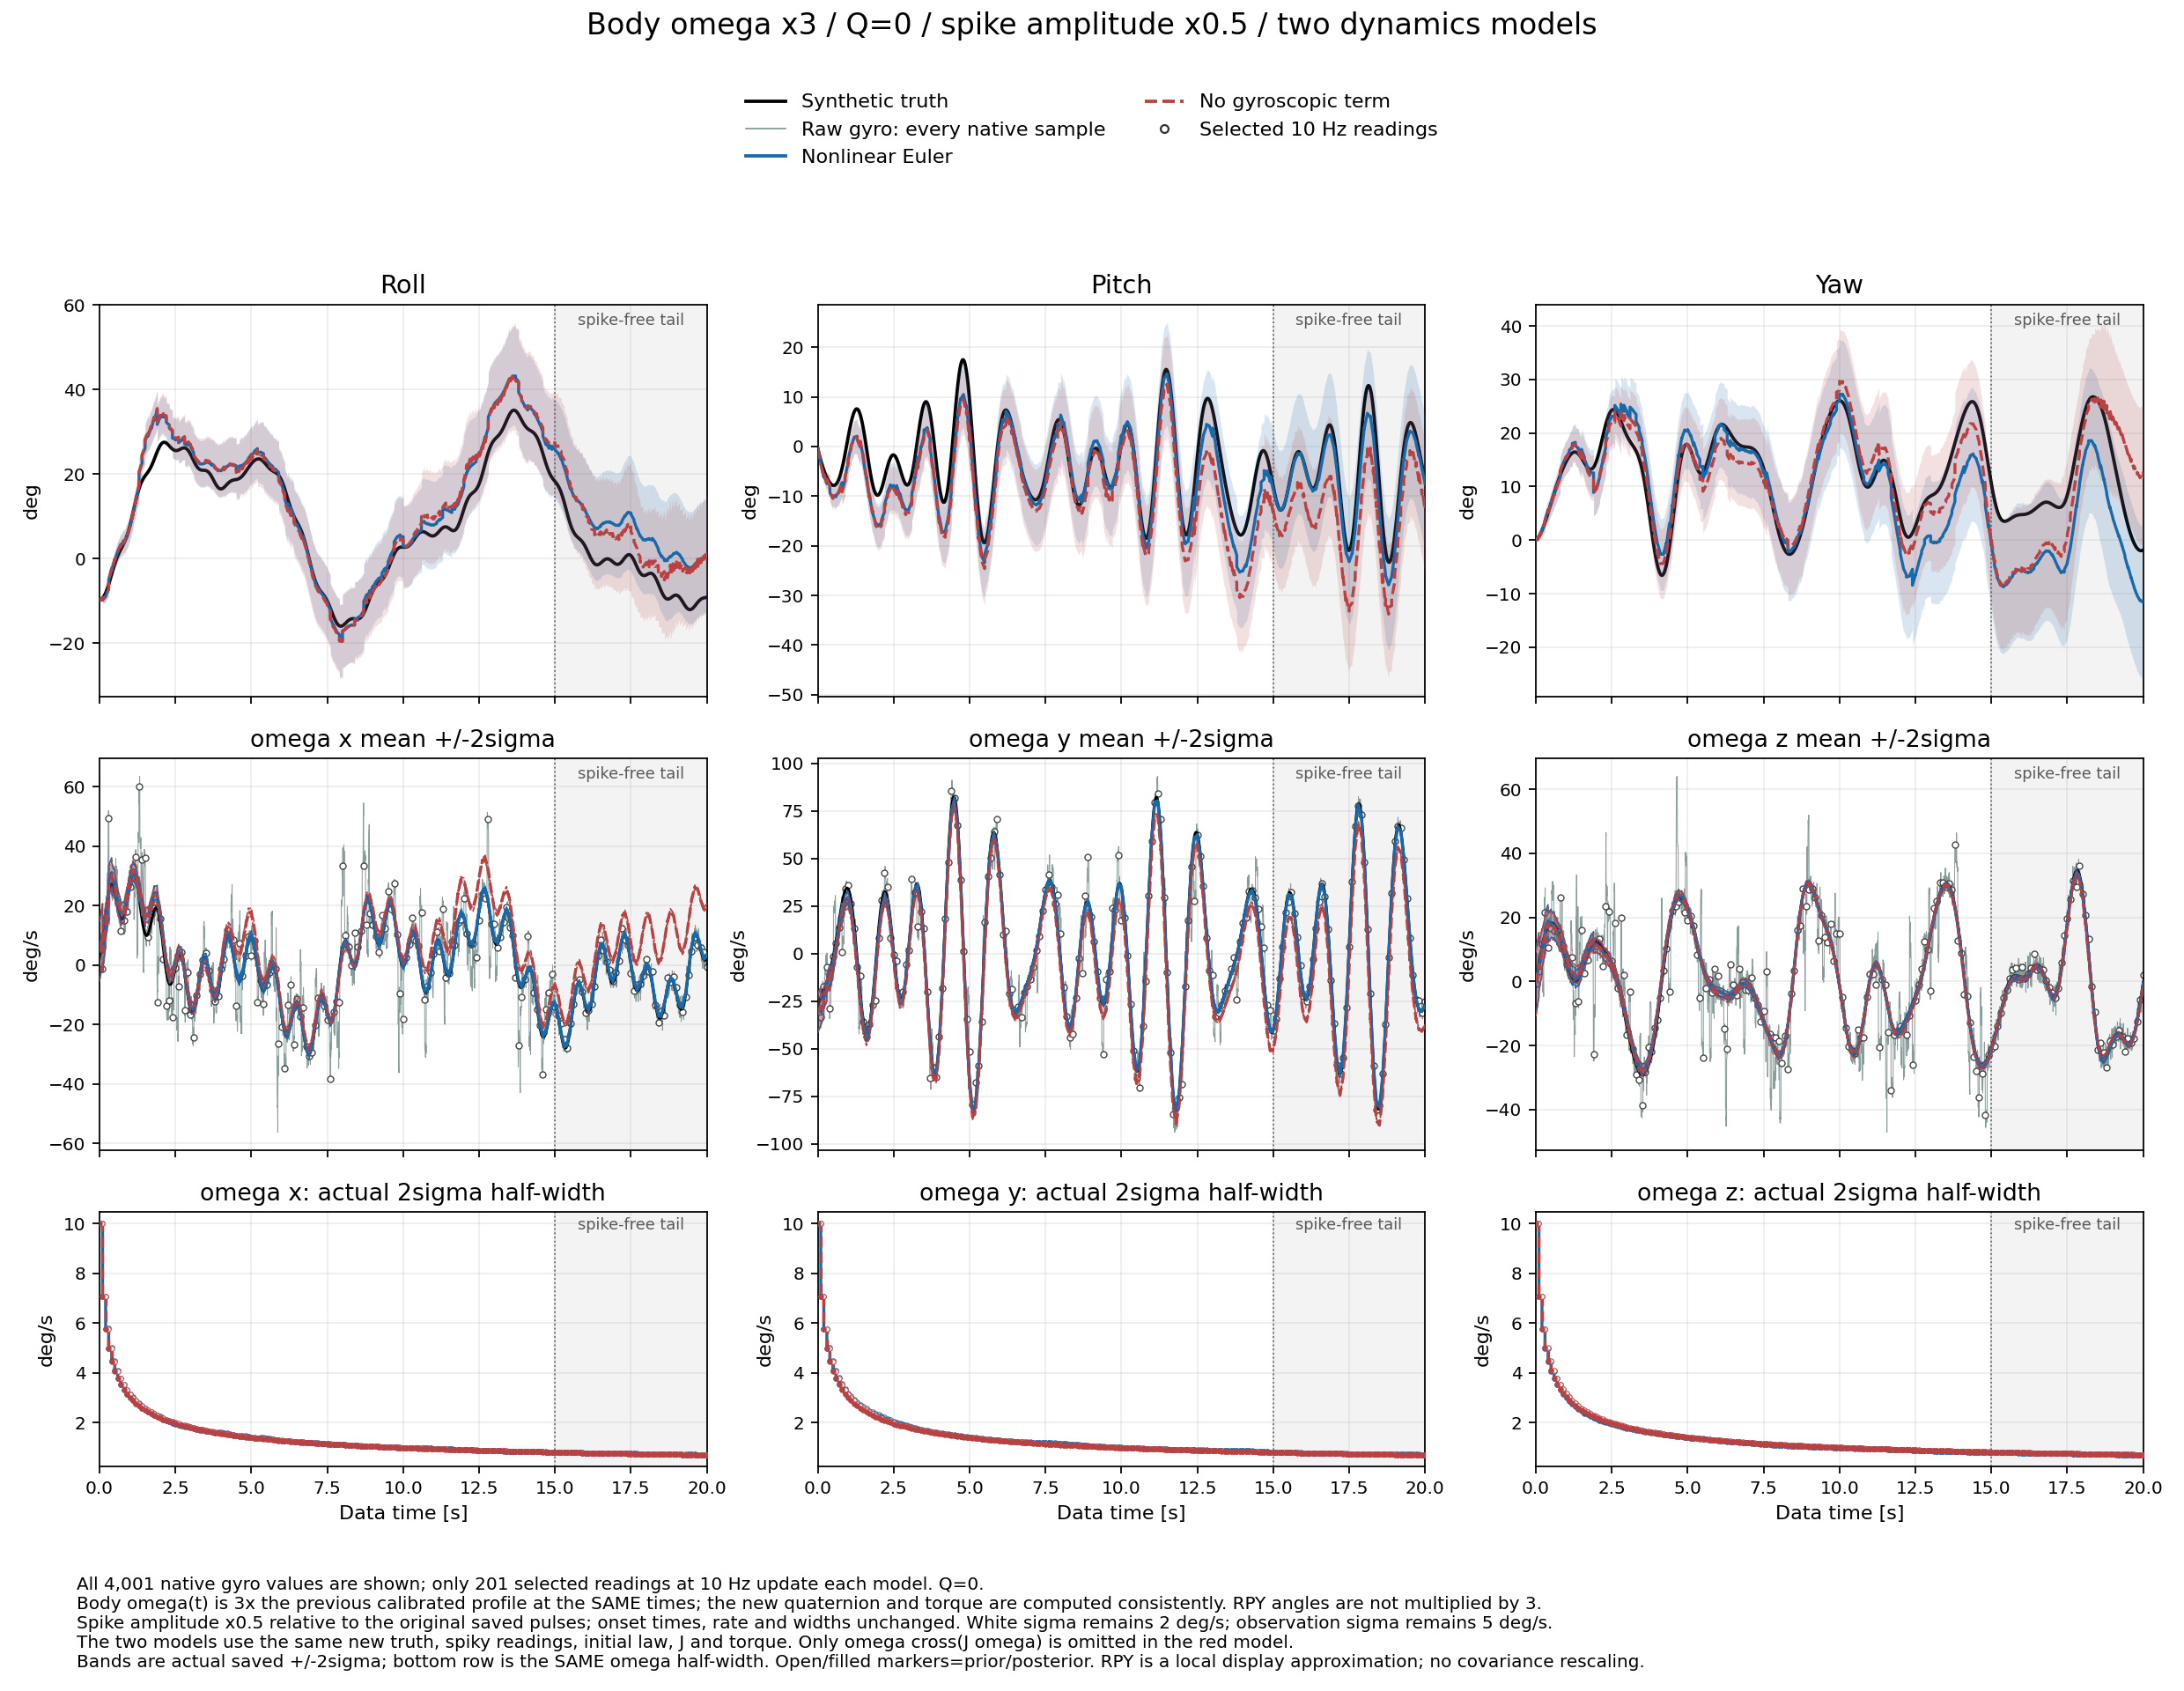 Body omega x3 / Q=0 / spike amplitude x0.5 / two dynamics models
Synthetic truth
Raw gyro: every native sample
Nonlinear Euler
No gyroscopic term
Selected 10 Hz readings
Roll
Pitch
Yaw
spike-free tail
spike-free tail
spike-free tail
deg
deg
deg
60
40
20
0
−20
20
10
0
−10
−20
−30
−40
−50
40
30
20
10
0
−10
−20
omega x mean +/-2sigma
omega y mean +/-2sigma
omega z mean +/-2sigma
spike-free tail
spike-free tail
spike-free tail
deg/s
deg/s
deg/s
60
40
20
0
−20
−40
−60
100
75
50
25
0
−25
−50
−75
−100
60
40
20
0
−20
−40
omega x: actual 2sigma half-width
omega y: actual 2sigma half-width
omega z: actual 2sigma half-width
spike-free tail
spike-free tail
spike-free tail
deg/s
deg/s
deg/s
10
8
6
4
2
10
8
6
4
2
10
8
6
4
2
0.0 2.5 5.0 7.5 10.0 12.5 15.0 17.5 20.0
0.0 2.5 5.0 7.5 10.0 12.5 15.0 17.5 20.0
0.0 2.5 5.0 7.5 10.0 12.5 15.0 17.5 20.0
Data time [s]
Data time [s]
Data time [s]
All 4,001 native gyro values are shown; only 201 selected readings at 10 Hz update each model. Q=0.
Body omega(t) is 3x the previous calibrated profile at the SAME times; the new quaternion and torque are computed consistently. RPY angles are not multiplied by 3.
Spike amplitude x0.5 relative to the original saved pulses; onset times, rate and widths unchanged. White sigma remains 2 deg/s; observation sigma remains 5 deg/s.
The two models use the same new truth, spiky readings, initial law, J and torque. Only omega cross(J omega) is omitted in the red model.
Bands are actual saved +/-2sigma; bottom row is the SAME omega half-width. Open/filled markers=prior/posterior. RPY is a local display approximation; no covariance rescaling.